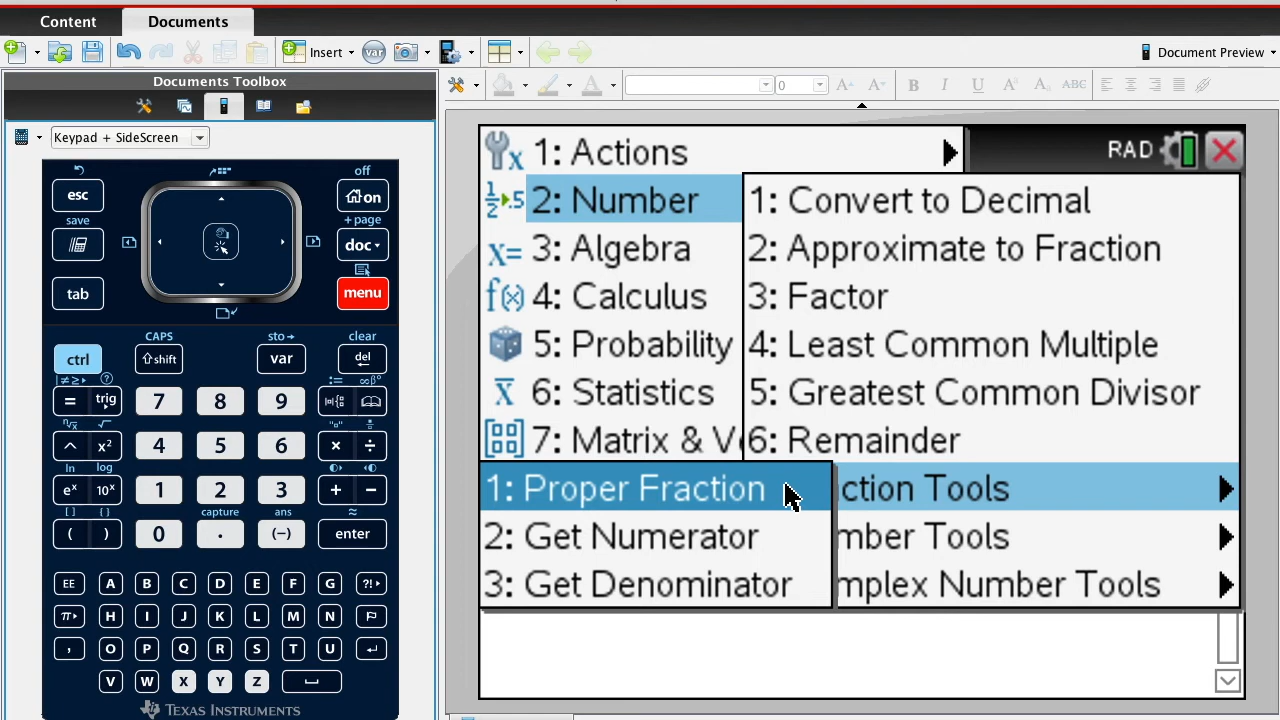 Content Documents
Insert var Document Preview
Documents Toolbox
0 B I U A A ABC
Keypad + SideScreen
off
esc on
save + page
doc
tab menu
CAPS sto→ clear
ctrl shift var del
= trig 7 8 9
^ x² 4 5 6 × ÷
ln log
eˣ 10ˣ 1 2 3 + −
[ ] { } capture ans ≈
( ) 0 . (−) enter
EE A B C D E F G ?!▸
π▸ H I J K L M N
, O P Q R S T U
V W X Y Z
TEXAS INSTRUMENTS
1: Actions
RAD
2: Number
3: Algebra
4: Calculus
5: Probability
6: Statistics
7: Matrix & V
1: Convert to Decimal
2: Approximate to Fraction
3: Factor
4: Least Common Multiple
5: Greatest Common Divisor
6: Remainder
ction Tools
mber Tools
mplex Number Tools
1: Proper Fraction
2: Get Numerator
3: Get Denominator